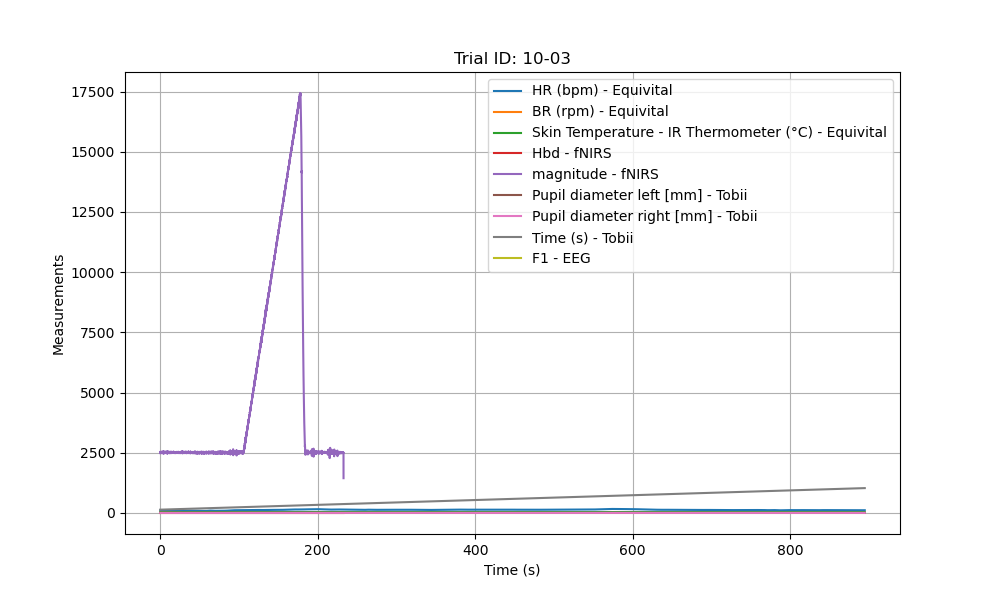 Trial ID: 10-03
HR (bpm) - Equivital
BR (rpm) - Equivital
Skin Temperature - IR Thermometer (°C) - Equivital
Hbd - fNIRS
magnitude - fNIRS
Pupil diameter left [mm] - Tobii
Pupil diameter right [mm] - Tobii
Time (s) - Tobii
F1 - EEG
Measurements
17500
15000
12500
10000
7500
5000
2500
0
0 200 400 600 800
Time (s)